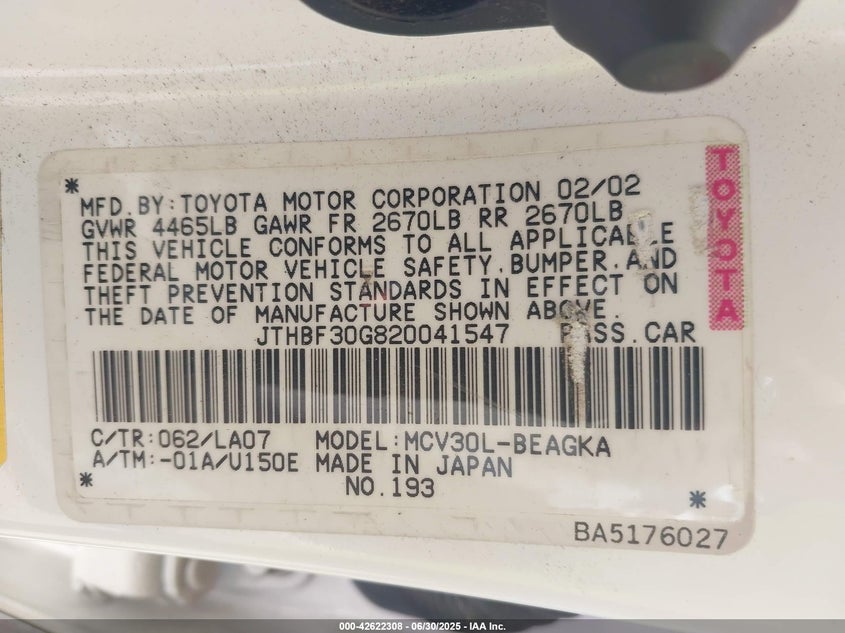 * MFD.BY:TOYOTA MOTOR CORPORATION 02/02
GVWR 4465LB GAWR FR 2670LB RR 2670LB
THIS VEHICLE CONFORMS TO ALL APPLICABLE
FEDERAL MOTOR VEHICLE SAFETY,BUMPER,AND
THEFT PREVENTION STANDARDS IN EFFECT ON
THE DATE OF MANUFACTURE SHOWN ABOVE.
JTHBF30G820041547 PASS.CAR
TOYOTA
C/TR:062/LA07 MODEL:MCV30L-BEAGKA
A/TM:-01A/U150E MADE IN JAPAN
* NO.193 *
BA5176027
000-42622308 - 06/30/2025 - IAA Inc.